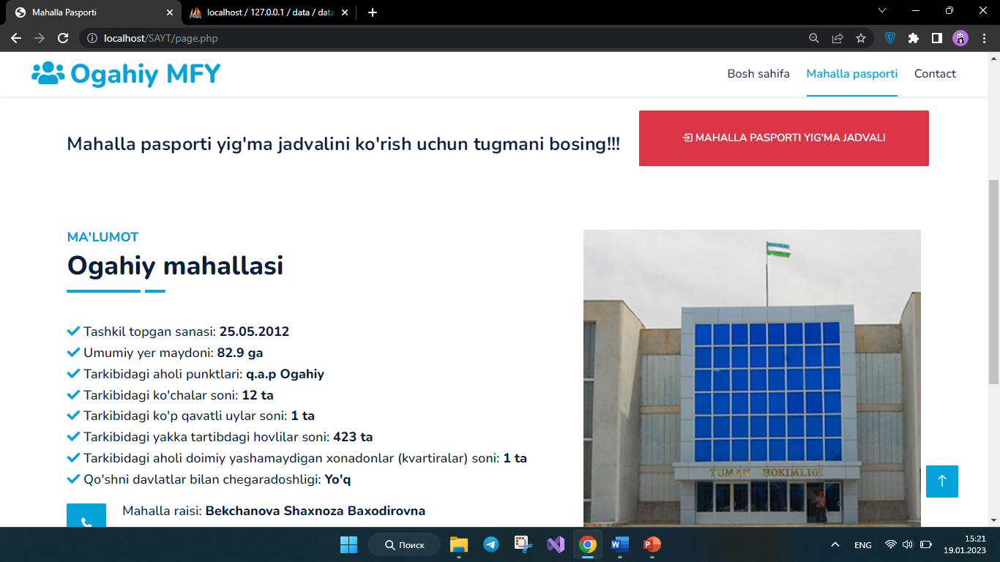 Mahalla Pasporti
localhost / 127.0.0.1 / data / data
localhost/SAYT/page.php
Ogahiy MFY
Bosh sahifa
Mahalla pasporti
Contact
Mahalla pasporti yig'ma jadvalini ko'rish uchun tugmani bosing!!!
MAHALLA PASPORTI YIG'MA JADVALI
MA'LUMOT
Ogahiy mahallasi
Tashkil topgan sanasi: 25.05.2012
Umumiy yer maydoni: 82.9 ga
Tarkibidagi aholi punktlari: q.a.p Ogahiy
Tarkibidagi ko'chalar soni: 12 ta
Tarkibidagi ko'p qavatli uylar soni: 1 ta
Tarkibidagi yakka tartibdagi hovlilar soni: 423 ta
Tarkibidagi aholi doimiy yashamaydigan xonadonlar (kvartiralar) soni: 1 ta
Qo'shni davlatlar bilan chegaradoshligi: Yo'q
Mahalla raisi: Bekchanova Shaxnoza Baxodirovna
TUMAN HOKIMLIGI
Поиск
ENG
15:21
19.01.2023